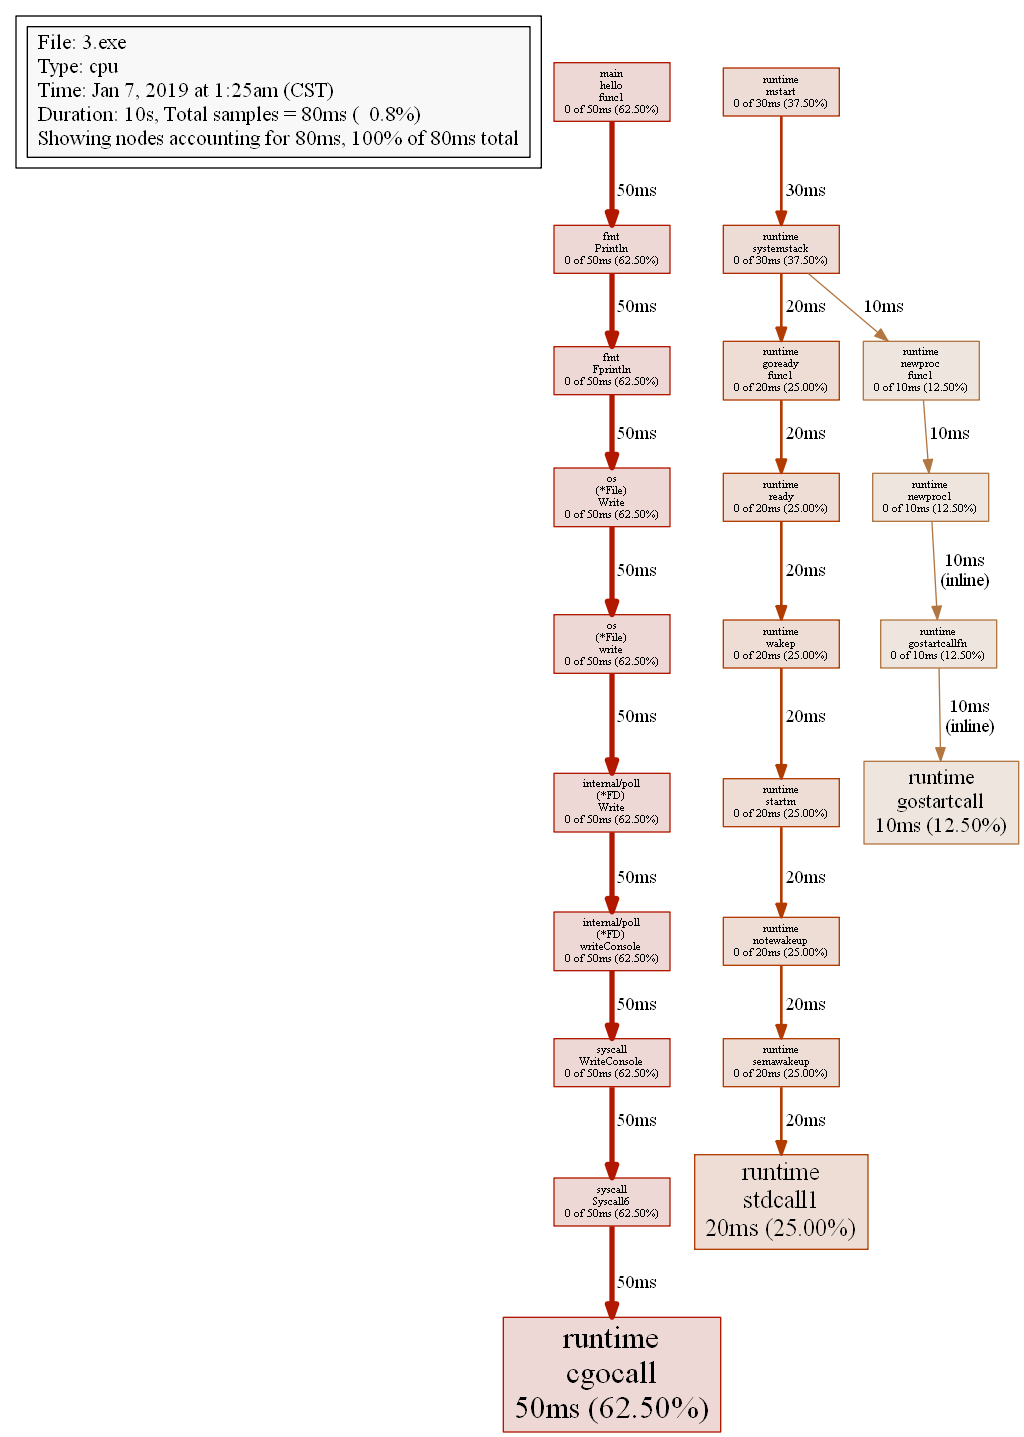 File: 3.exe
Type: cpu
Time: Jan 7, 2019 at 1:25am (CST)
Duration: 10s, Total samples = 80ms ( 0.8%)
Showing nodes accounting for 80ms, 100% of 80ms total
main
hello
func1
0 of 50ms (62.50%)
runtime
mstart
0 of 30ms (37.50%)
50ms
30ms
fmt
Println
0 of 50ms (62.50%)
runtime
systemstack
0 of 30ms (37.50%)
50ms
20ms
10ms
fmt
Fprintln
0 of 50ms (62.50%)
runtime
goready
func1
0 of 20ms (25.00%)
runtime
newproc
func1
0 of 10ms (12.50%)
50ms
20ms
10ms
os
(*File)
Write
0 of 50ms (62.50%)
runtime
ready
0 of 20ms (25.00%)
runtime
newproc1
0 of 10ms (12.50%)
50ms
20ms
10ms
(inline)
os
(*File)
write
0 of 50ms (62.50%)
runtime
wakep
0 of 20ms (25.00%)
runtime
gostartcallfn
0 of 10ms (12.50%)
50ms
20ms
10ms
(inline)
internal/poll
(*FD)
Write
0 of 50ms (62.50%)
runtime
startm
0 of 20ms (25.00%)
runtime
gostartcall
10ms (12.50%)
50ms
20ms
internal/poll
(*FD)
writeConsole
0 of 50ms (62.50%)
runtime
notewakeup
0 of 20ms (25.00%)
50ms
20ms
syscall
WriteConsole
0 of 50ms (62.50%)
runtime
semawakeup
0 of 20ms (25.00%)
50ms
20ms
syscall
Syscall6
0 of 50ms (62.50%)
runtime
stdcall1
20ms (25.00%)
50ms
runtime
cgocall
50ms (62.50%)